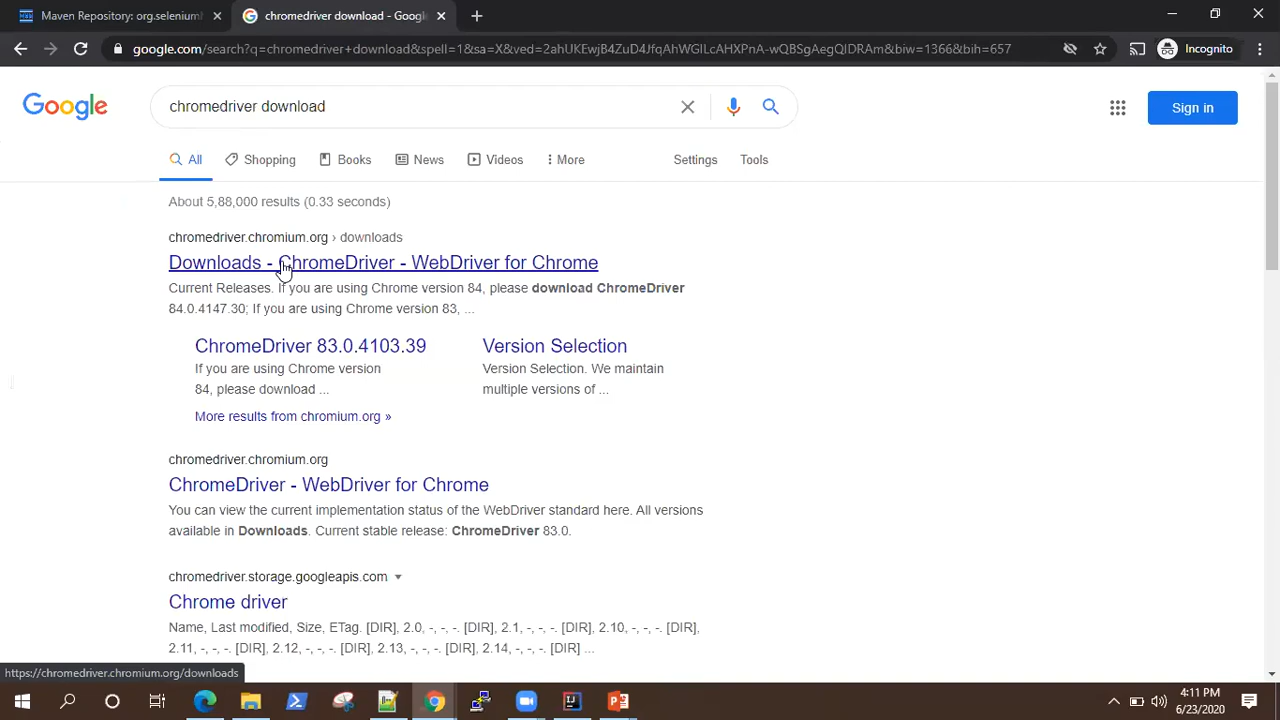 Maven Repository: org.selenium
chromedriver download - Google
google.com/search?q=chromedriver+download&spell=1&sa=X&ved=2ahUKEwjB4ZuD4JfqAhWGILcAHXPnA-wQBSgAegQIDRAm&biw=1366&bih=657
Incognito
Google
chromedriver download
Sign in
All
Shopping
Books
News
Videos
More
Settings
Tools
About 5,88,000 results (0.33 seconds)
chromedriver.chromium.org › downloads
Downloads - ChromeDriver - WebDriver for Chrome
Current Releases. If you are using Chrome version 84, please download ChromeDriver
84.0.4147.30; If you are using Chrome version 83, ...
ChromeDriver 83.0.4103.39
If you are using Chrome version
84, please download ...
Version Selection
Version Selection. We maintain
multiple versions of ...
More results from chromium.org »
chromedriver.chromium.org
ChromeDriver - WebDriver for Chrome
You can view the current implementation status of the WebDriver standard here. All versions
available in Downloads. Current stable release: ChromeDriver 83.0.
chromedriver.storage.googleapis.com
Chrome driver
Name, Last modified, Size, ETag. [DIR], 2.0, -, -, -. [DIR], 2.1, -, -, -. [DIR], 2.10, -, -, -. [DIR],
2.11, -, -, -. [DIR], 2.12, -, -, -. [DIR], 2.13, -, -, -. [DIR], 2.14, -, -, -. [DIR] ...
https://chromedriver.chromium.org/downloads
4:11 PM
6/23/2020